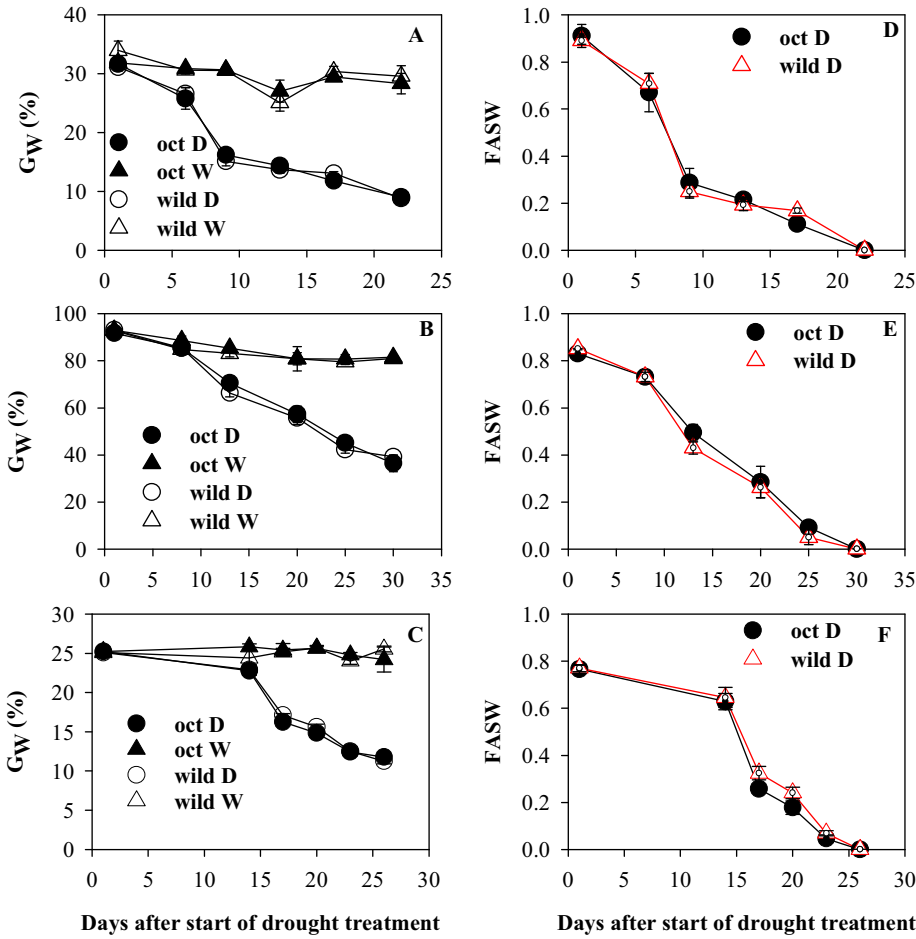 A
G_W (%)
40
30
20
10
0
oct D
oct W
wild D
wild W
0 5 10 15 20 25
D
FASW
1.0
0.8
0.6
0.4
0.2
0.0
oct D
wild D
0 5 10 15 20 25
B
G_W (%)
100
80
60
40
20
0
oct D
oct W
wild D
wild W
0 5 10 15 20 25 30 35
E
FASW
1.0
0.8
0.6
0.4
0.2
0.0
oct D
wild D
0 5 10 15 20 25 30 35
C
G_W (%)
30
25
20
15
10
5
0
oct D
oct W
wild D
wild W
0 5 10 15 20 25 30
Days after start of drought treatment
F
FASW
1.0
0.8
0.6
0.4
0.2
0.0
oct D
wild D
0 5 10 15 20 25 30
Days after start of drought treatment